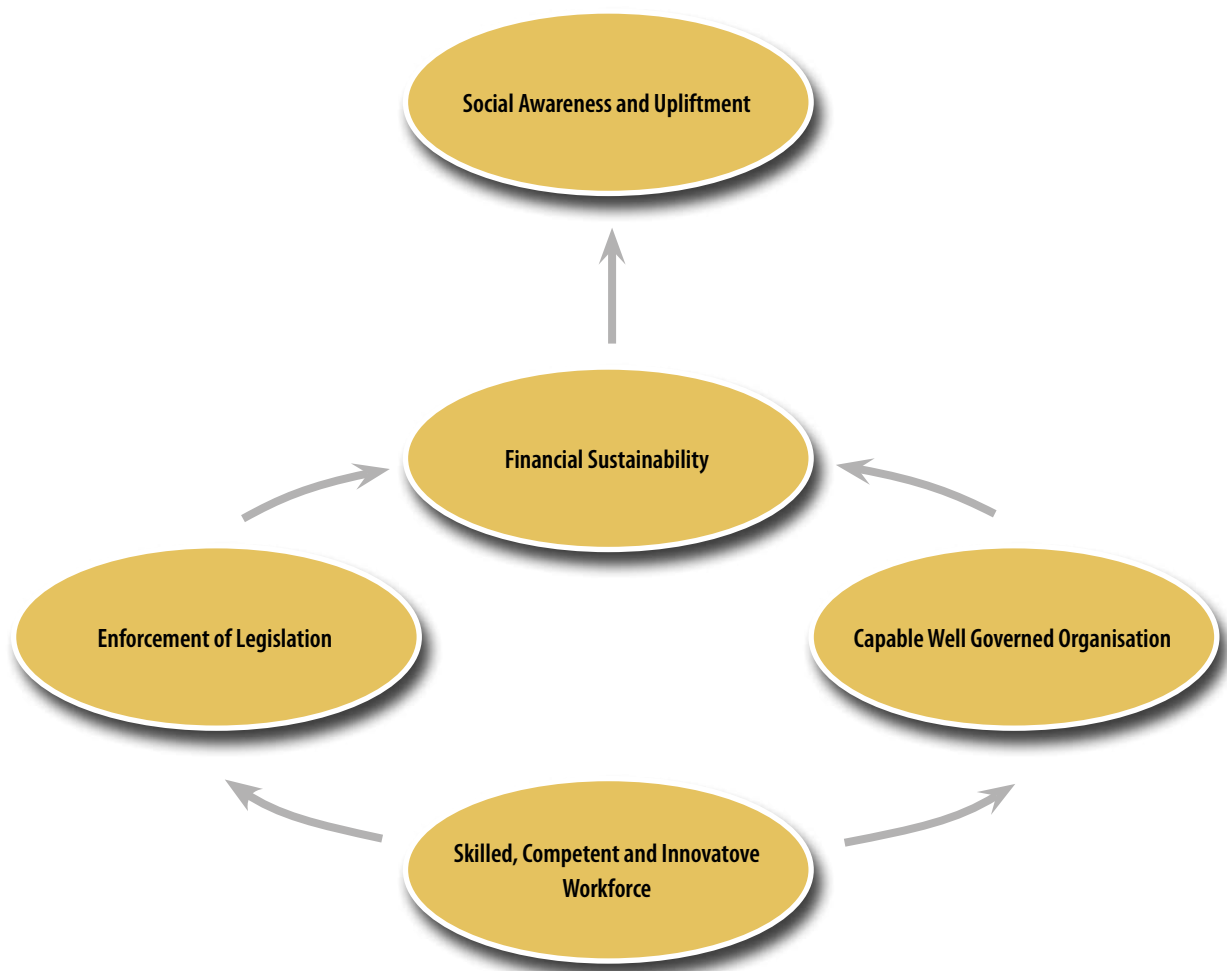 Social Awareness and Upliftment
Financial Sustainability
Enforcement of Legislation
Capable Well Governed Organisation
Skilled, Competent and Innovatove
Workforce